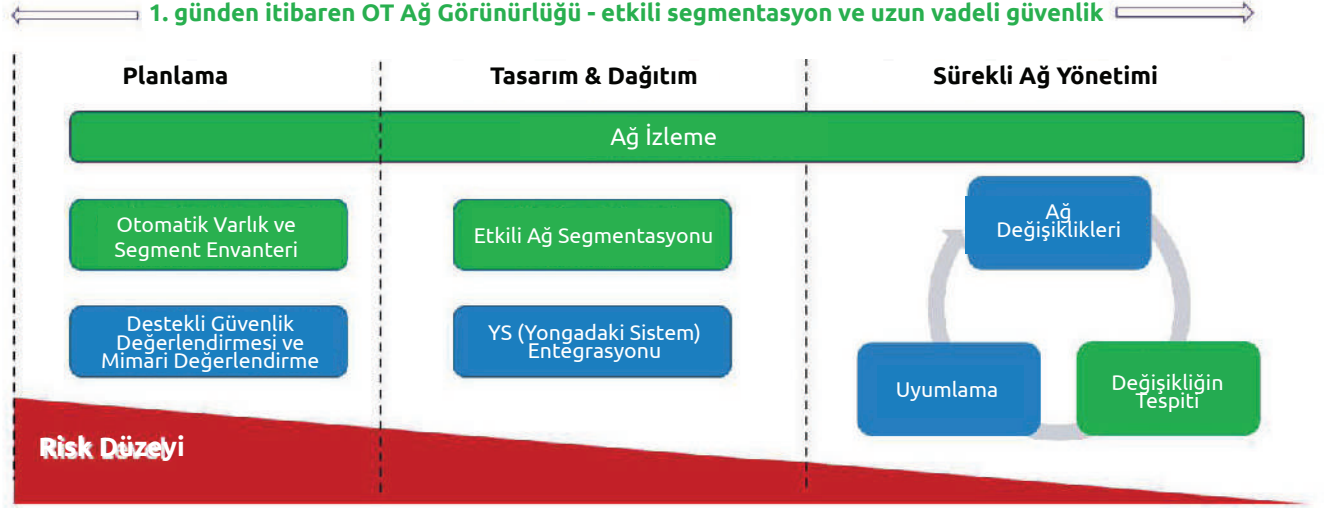 1. günden itibaren OT Ağ Görünürlüğü - etkili segmentasyon ve uzun vadeli güvenlik
Planlama
Tasarım & Dağıtım
Sürekli Ağ Yönetimi
Ağ İzleme
Otomatik Varlık ve
Segment Envanteri
Etkili Ağ Segmentasyonu
Ağ
Değişiklikleri
Destekli Güvenlik
Değerlendirmesi ve
Mimari Değerlendirme
YS (Yongadaki Sistem)
Entegrasyonu
Uyumlama
Değişikliğin
Tespiti
Risk Düzeyi